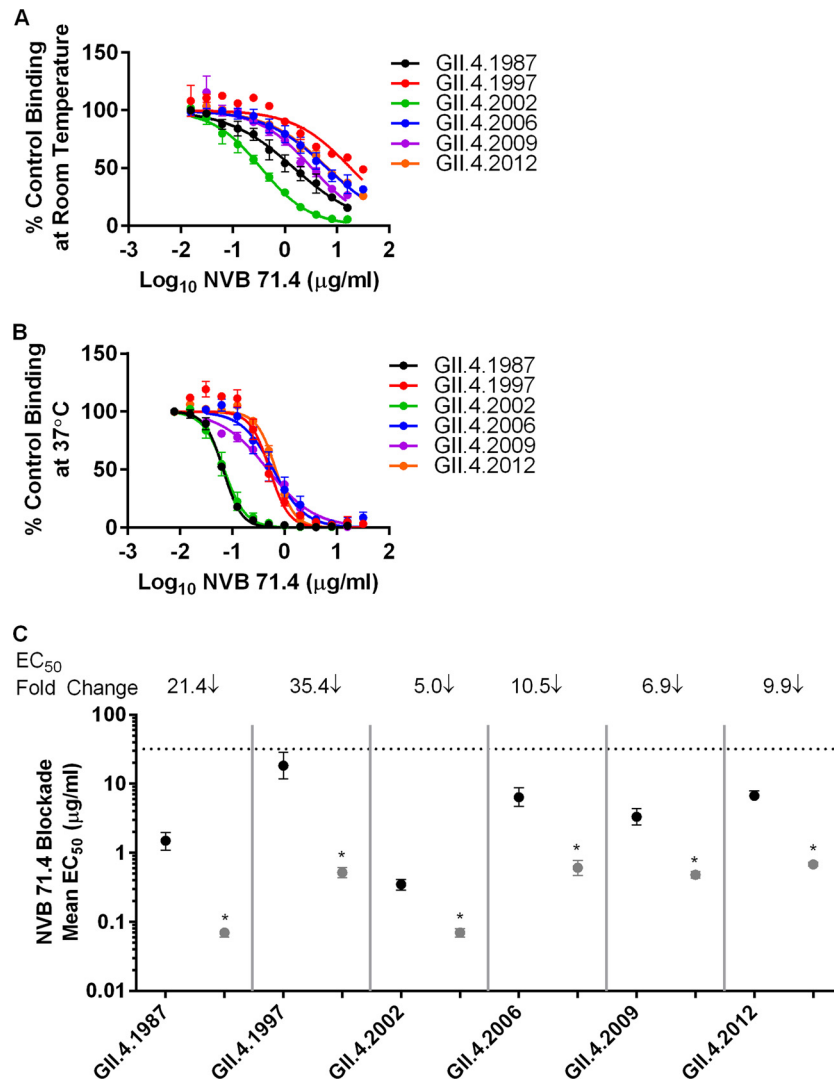 A
% Control Binding
at Room Temperature
150
100
50
0
-3 -2 -1 0 1 2
Log10 NVB 71.4 (μg/ml)
GII.4.1987
GII.4.1997
GII.4.2002
GII.4.2006
GII.4.2009
GII.4.2012
B
% Control Binding
at 37°C
150
100
50
0
-3 -2 -1 0 1 2
Log10 NVB 71.4 (μg/ml)
GII.4.1987
GII.4.1997
GII.4.2002
GII.4.2006
GII.4.2009
GII.4.2012
C
EC50
Fold Change 21.4↓ 35.4↓ 5.0↓ 10.5↓ 6.9↓ 9.9↓
NVB 71.4 Blockade
Mean EC50 (μg/ml)
100
10
1
0.1
0.01
* * * * * *
GII.4.1987 GII.4.1997 GII.4.2002 GII.4.2006 GII.4.2009 GII.4.2012